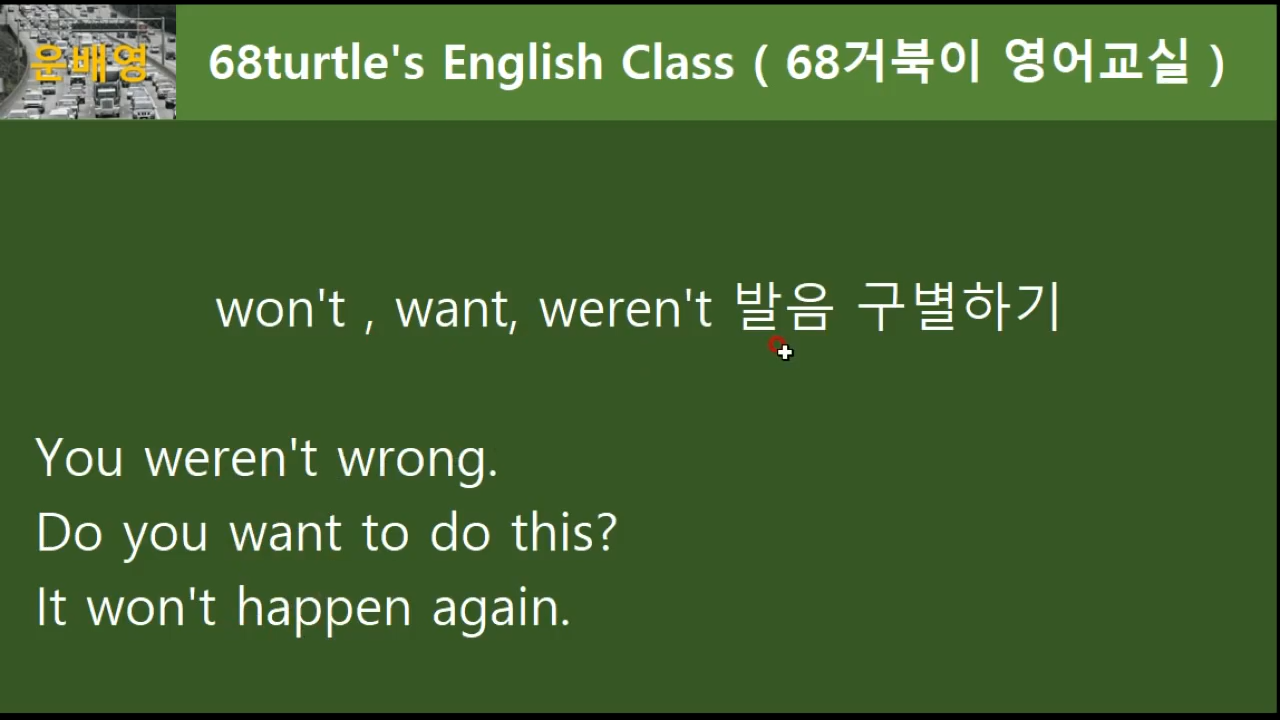 운배영
68turtle's English Class ( 68거북이 영어교실 )
won't , want, weren't 발음 구별하기
You weren't wrong.
Do you want to do this?
It won't happen again.